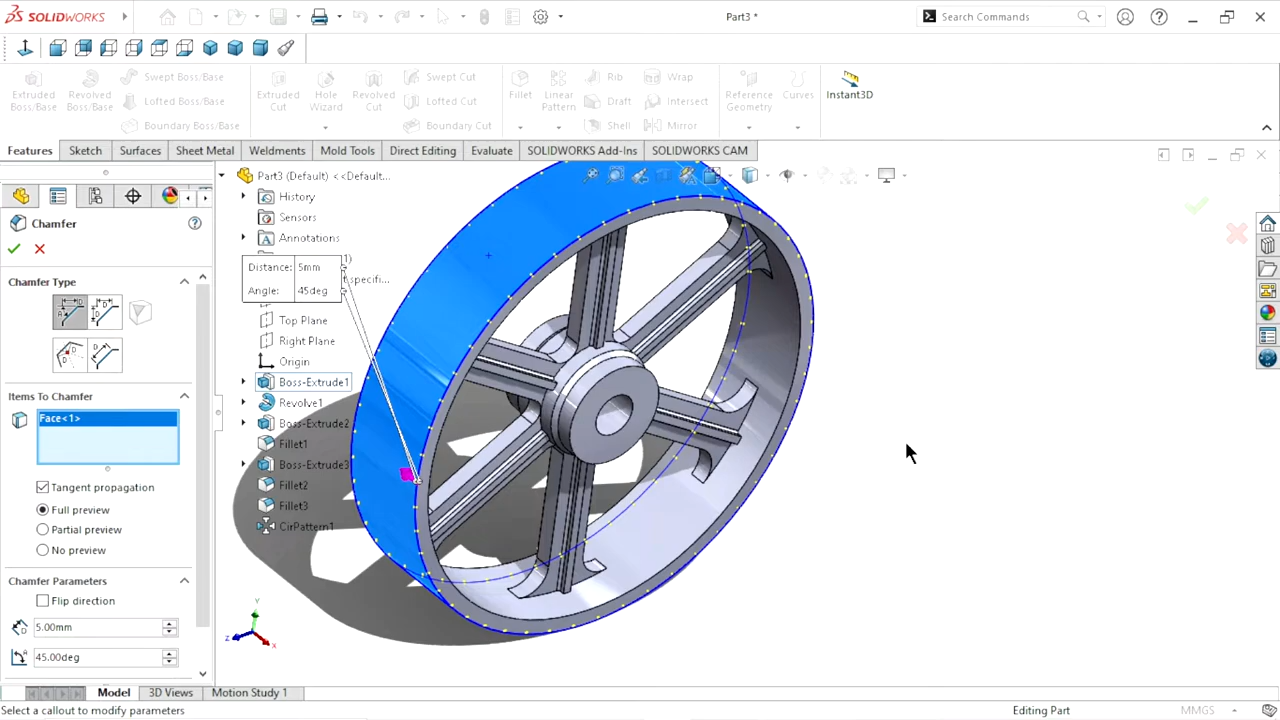 SOLIDWORKS
Part3 *
Search Commands
Extruded Boss/Base
Revolved Boss/Base
Swept Boss/Base
Lofted Boss/Base
Boundary Boss/Base
Extruded Cut
Hole Wizard
Revolved Cut
Swept Cut
Lofted Cut
Boundary Cut
Fillet
Linear Pattern
Rib
Draft
Shell
Wrap
Intersect
Mirror
Reference Geometry
Curves
Instant3D
Features
Sketch
Surfaces
Sheet Metal
Weldments
Mold Tools
Direct Editing
Evaluate
SOLIDWORKS Add-Ins
SOLIDWORKS CAM
Chamfer
Chamfer Type
Items To Chamfer
Face<1>
Tangent propagation
Full preview
Partial preview
No preview
Chamfer Parameters
Flip direction
5.00mm
45.00deg
Part3 (Default) <<Default...
History
Sensors
Annotations
1)
Distance: 5mm
Angle: 45deg
specifi...
Top Plane
Right Plane
Origin
Boss-Extrude1
Revolve1
Boss-Extrude2
Fillet1
Boss-Extrude3
Fillet2
Fillet3
CirPattern1
Y
Z
X
Model
3D Views
Motion Study 1
Select a callout to modify parameters
Editing Part
MMGS